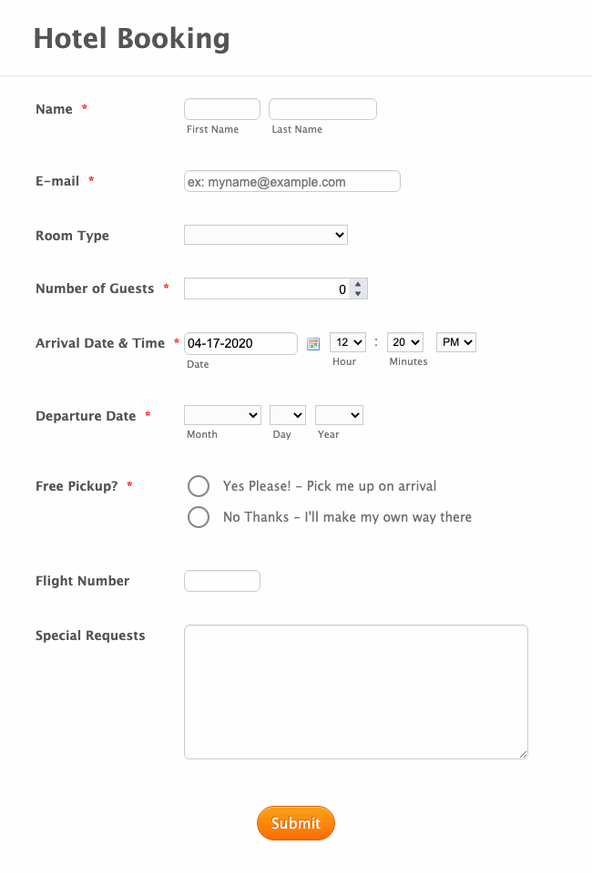 Hotel Booking
Name *
First Name Last Name
E-mail * ex: myname@example.com
Room Type
Number of Guests * 0
Arrival Date & Time * 04-17-2020 12 : 20 PM
Date Hour Minutes
Departure Date *
Month Day Year
Free Pickup? * Yes Please! - Pick me up on arrival
No Thanks - I'll make my own way there
Flight Number
Special Requests
Submit